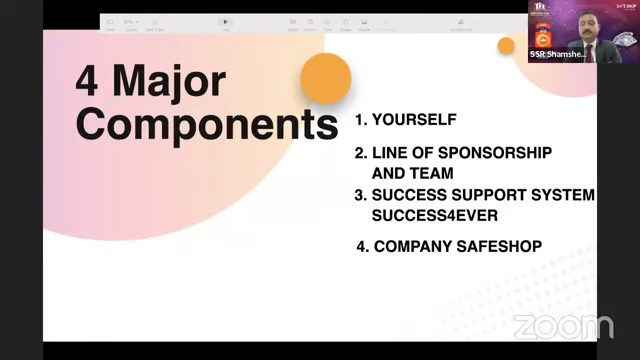 SSR Shamshe...
4 Major
Components
1. YOURSELF
2. LINE OF SPONSORSHIP
AND TEAM
3. SUCCESS SUPPORT SYSTEM
SUCCESS4EVER
4. COMPANY SAFESHOP
zoom